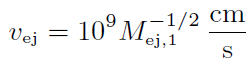 v_ej = 10^9 M_ej,1^−1/2 cm/s